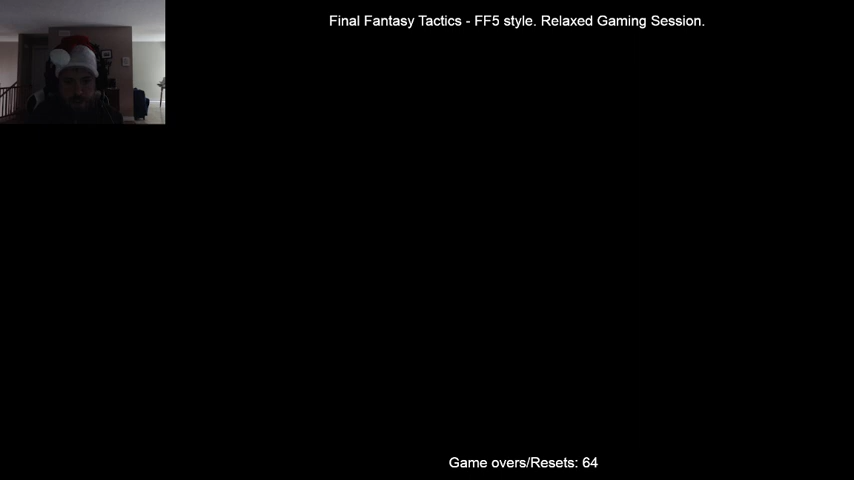 Final Fantasy Tactics - FF5 style. Relaxed Gaming Session.
Game overs/Resets: 64